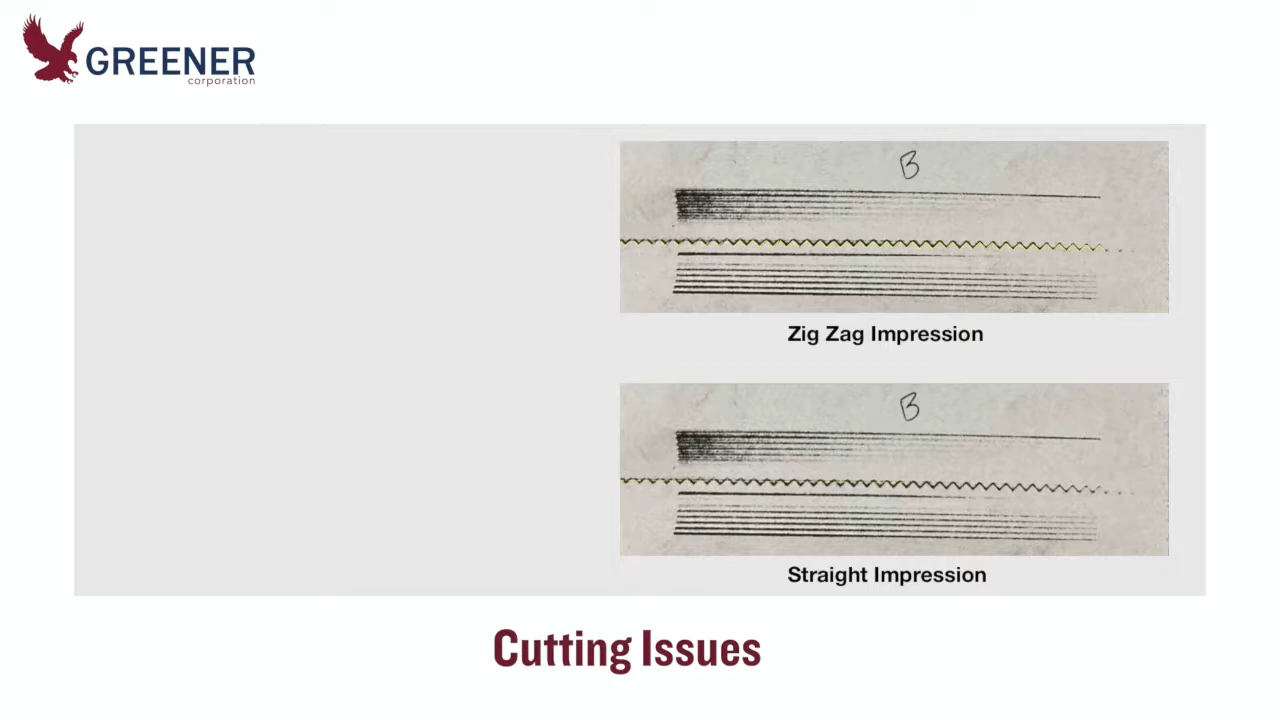 GREENER
corporation
B
Zig Zag Impression
B
Straight Impression
Cutting Issues